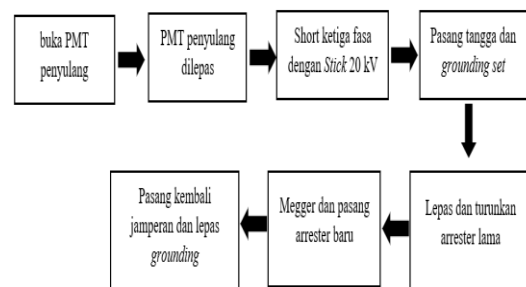 buka PMT
penyulang
PMT penyulang
dilepas
Short ketiga fasa
dengan Stick 20 kV
Pasang tangga dan
grounding set
Lepas dan turunkan
arrester lama
Megger dan pasang
arrester baru
Pasang kembali
jamperan dan lepas
grounding